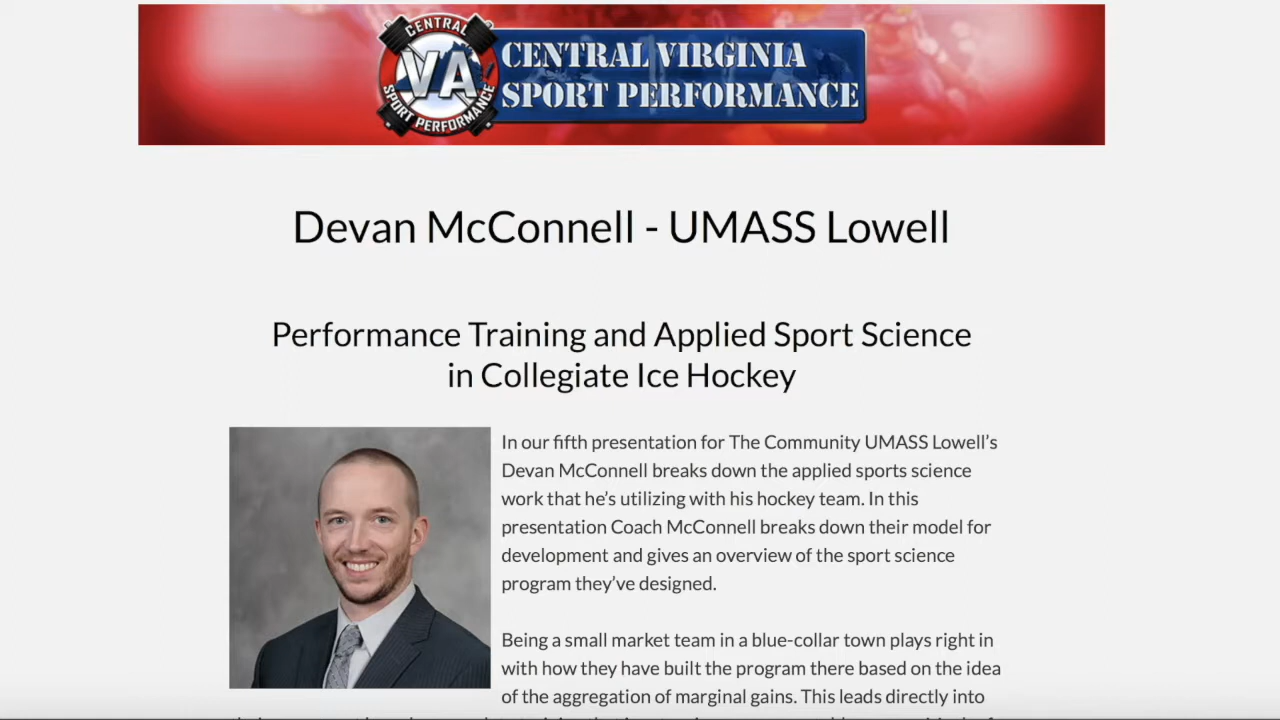 CENTRAL
VA
SPORT PERFORMANCE
CENTRAL VIRGINIA
SPORT PERFORMANCE
Devan McConnell - UMASS Lowell
Performance Training and Applied Sport Science
in Collegiate Ice Hockey
In our fifth presentation for The Community UMASS Lowell’s
Devan McConnell breaks down the applied sports science
work that he’s utilizing with his hockey team. In this
presentation Coach McConnell breaks down their model for
development and gives an overview of the sport science
program they’ve designed.
Being a small market team in a blue-collar town plays right in
with how they have built the program there based on the idea
of the aggregation of marginal gains. This leads directly into